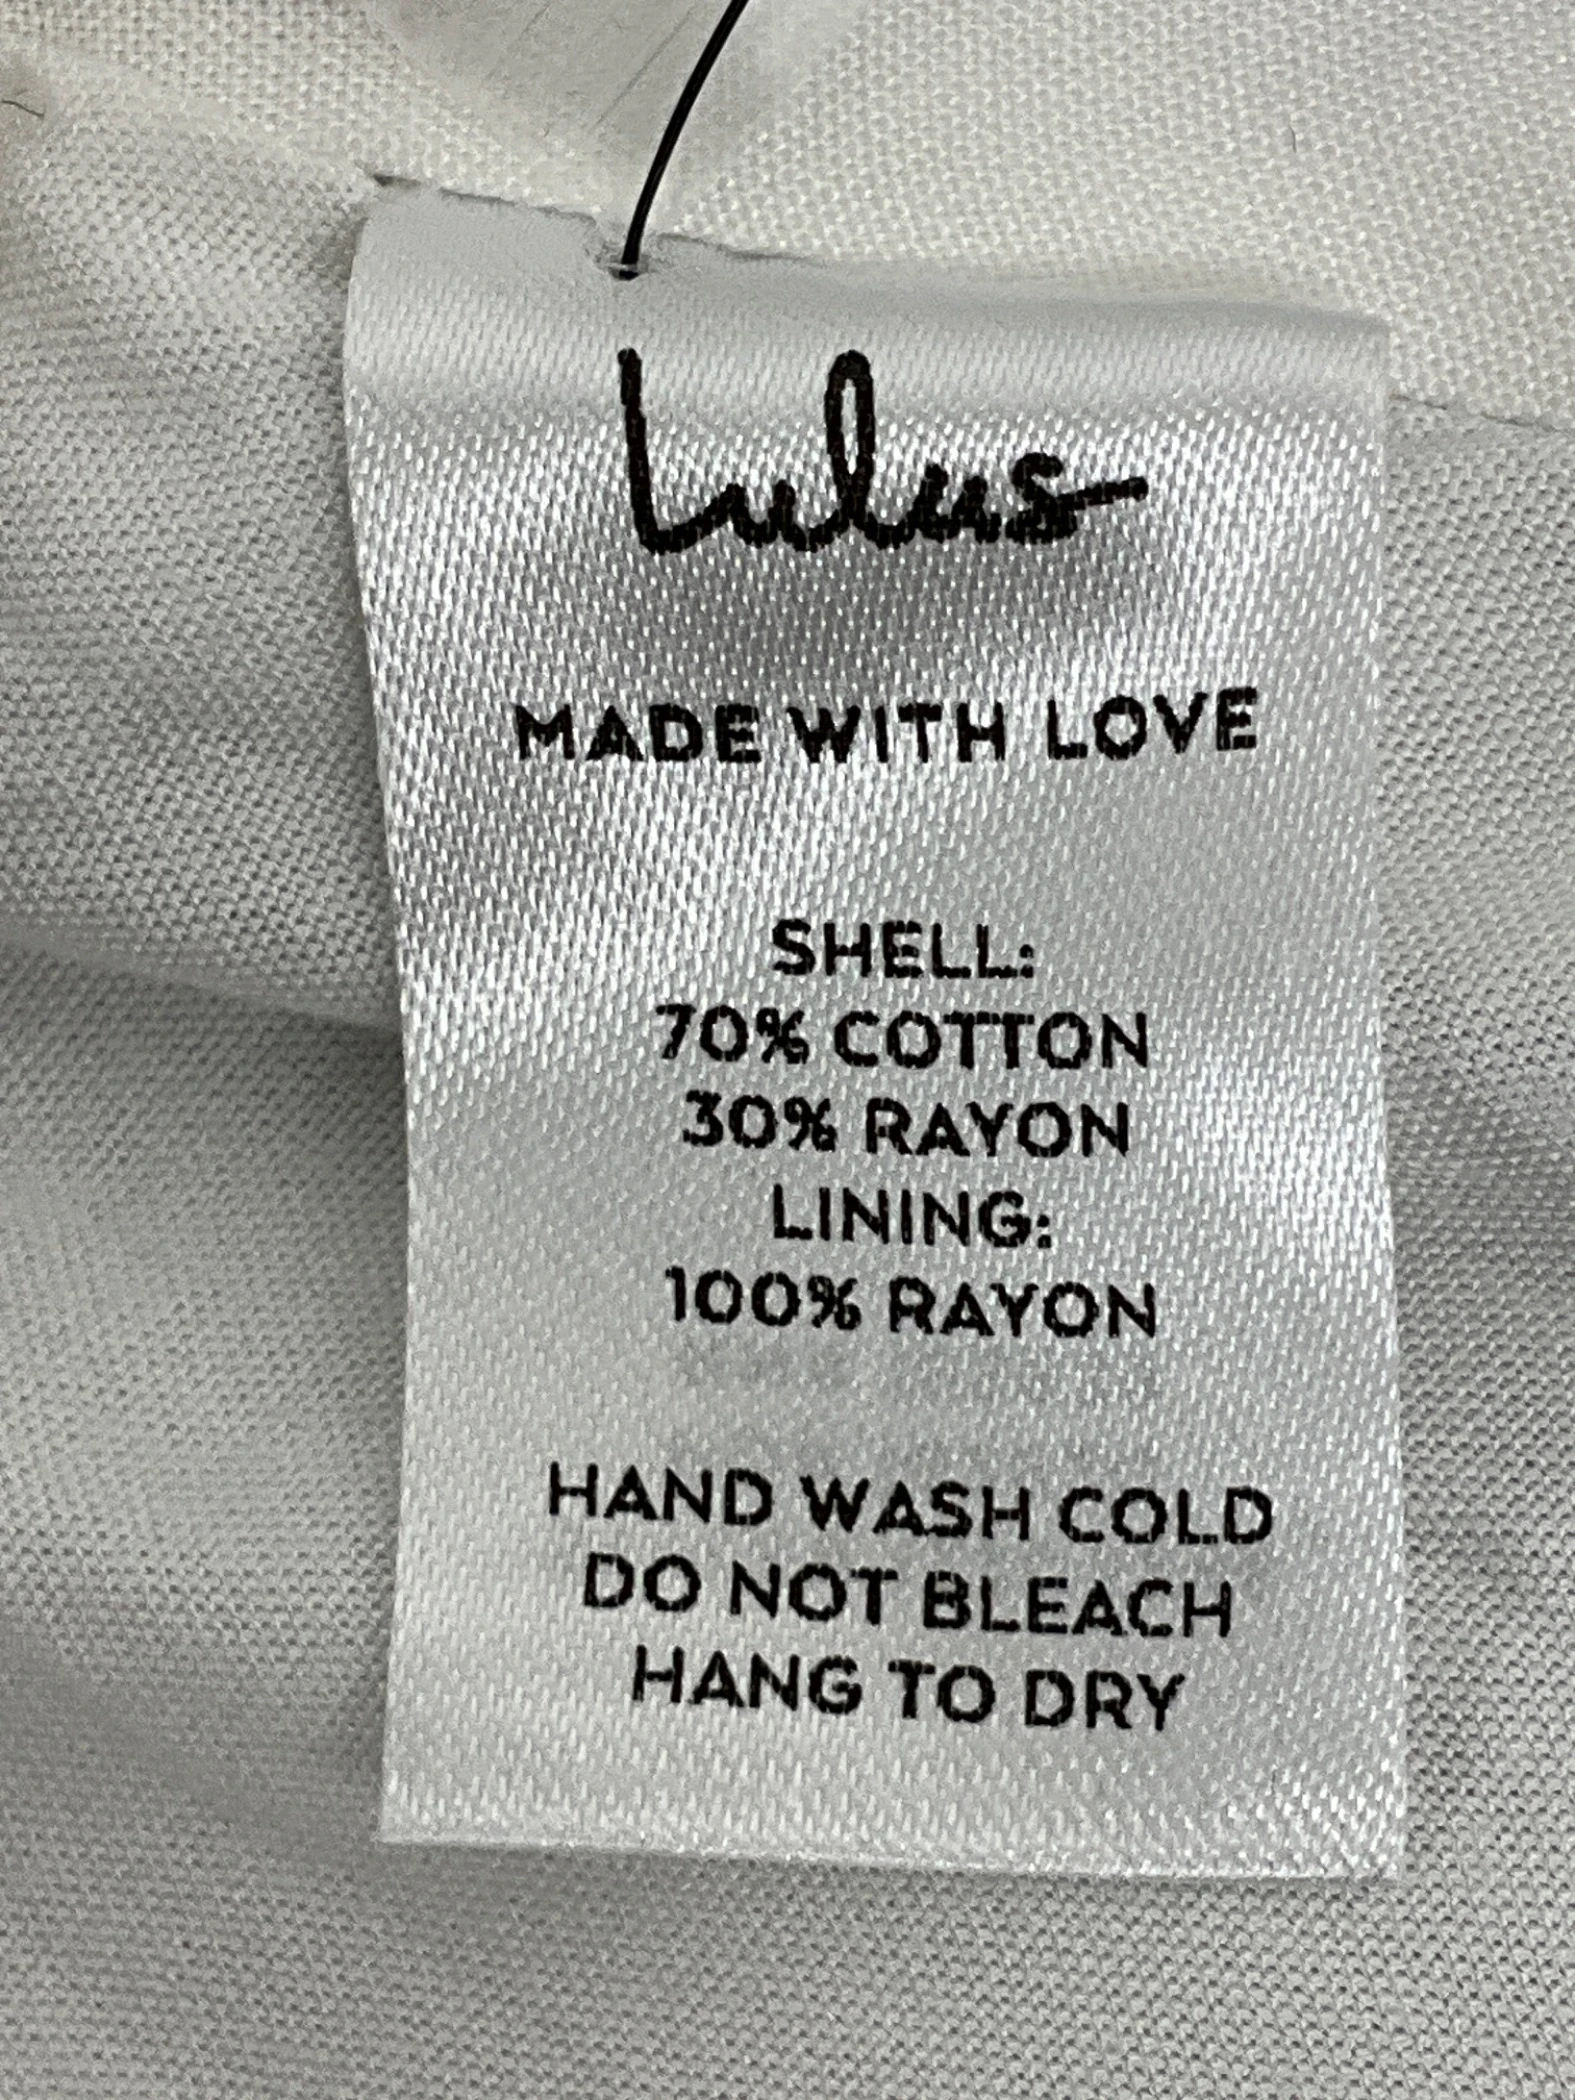 Lulus
MADE WITH LOVE
SHELL:
70% COTTON
30% RAYON
LINING:
100% RAYON
HAND WASH COLD
DO NOT BLEACH
HANG TO DRY